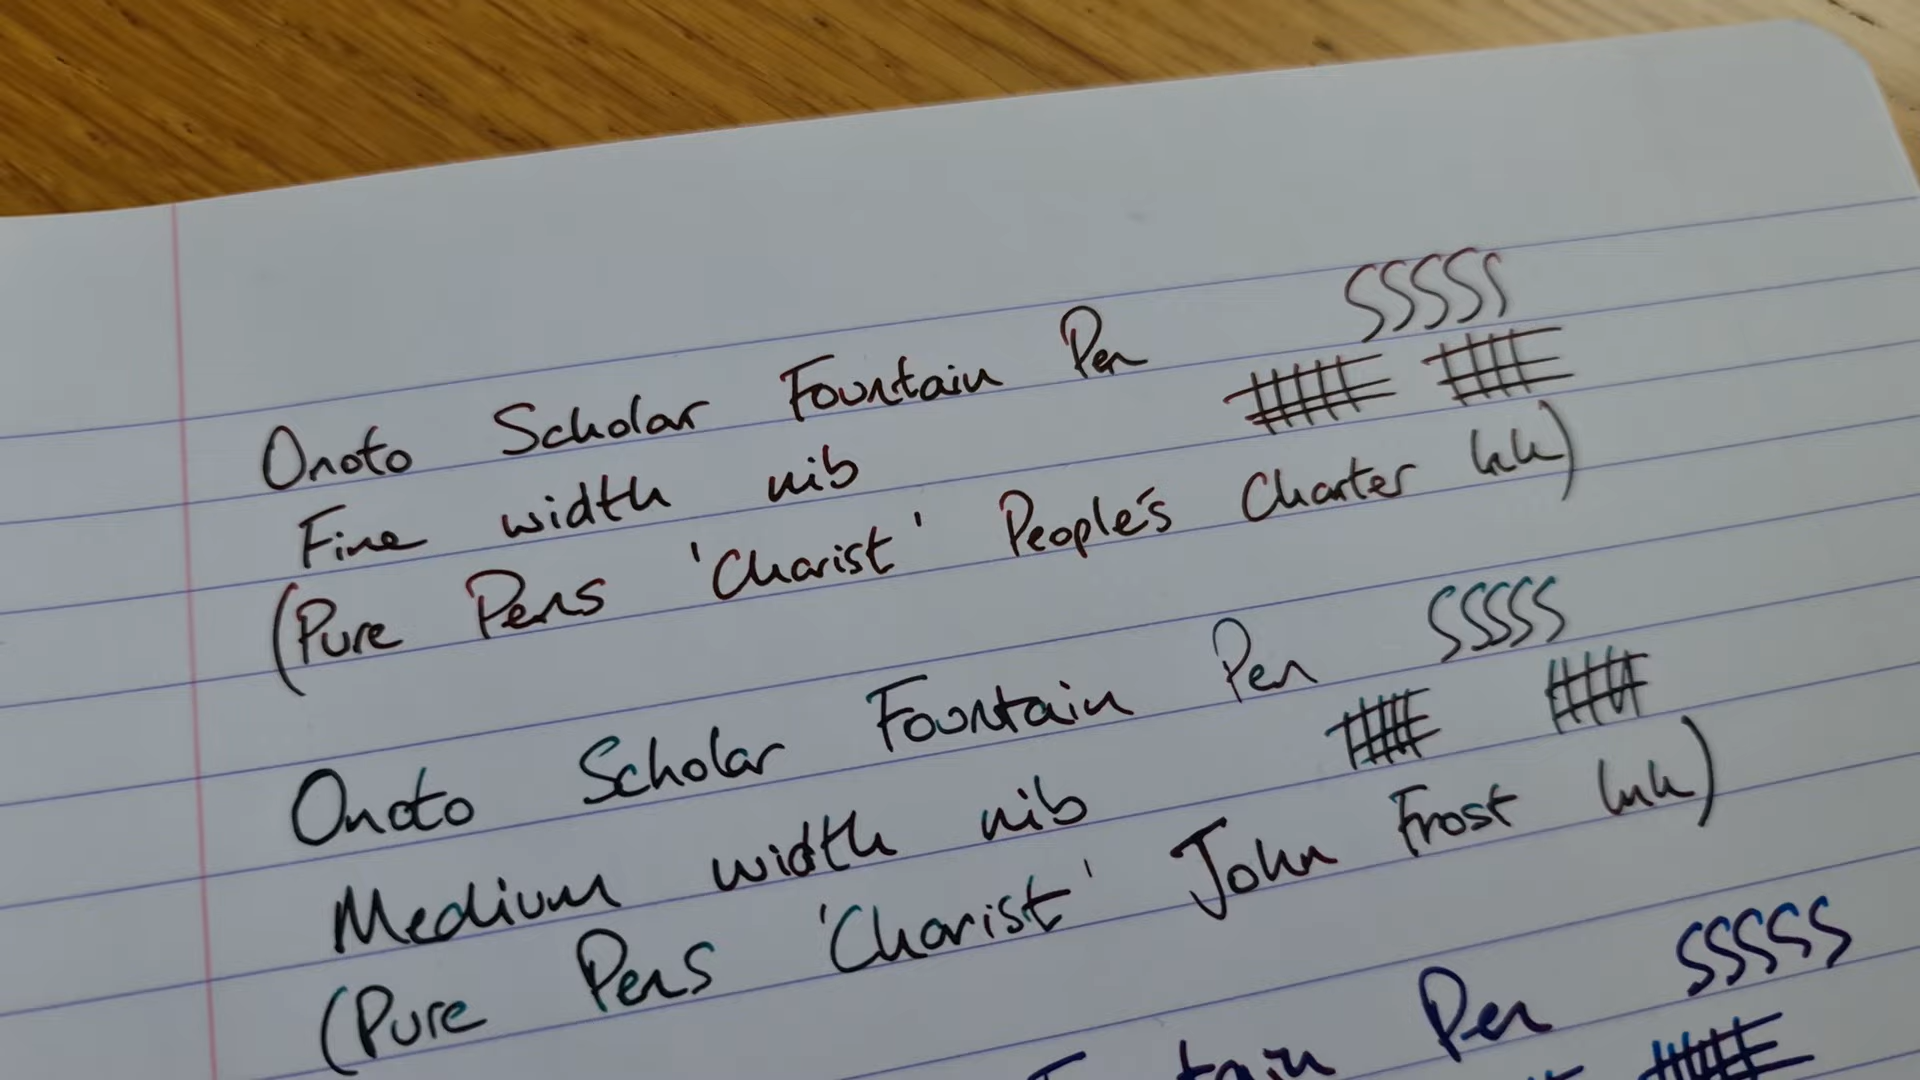 Onoto Scholar Fountain Pen SSSSS
Fine width nib
(Pure Pens 'Charist' People's Charter Ink)
Onoto Scholar Fountain Pen SSSSS
Medium width nib
(Pure Pens 'Charist' John Frost Ink)
Pen SSSSS